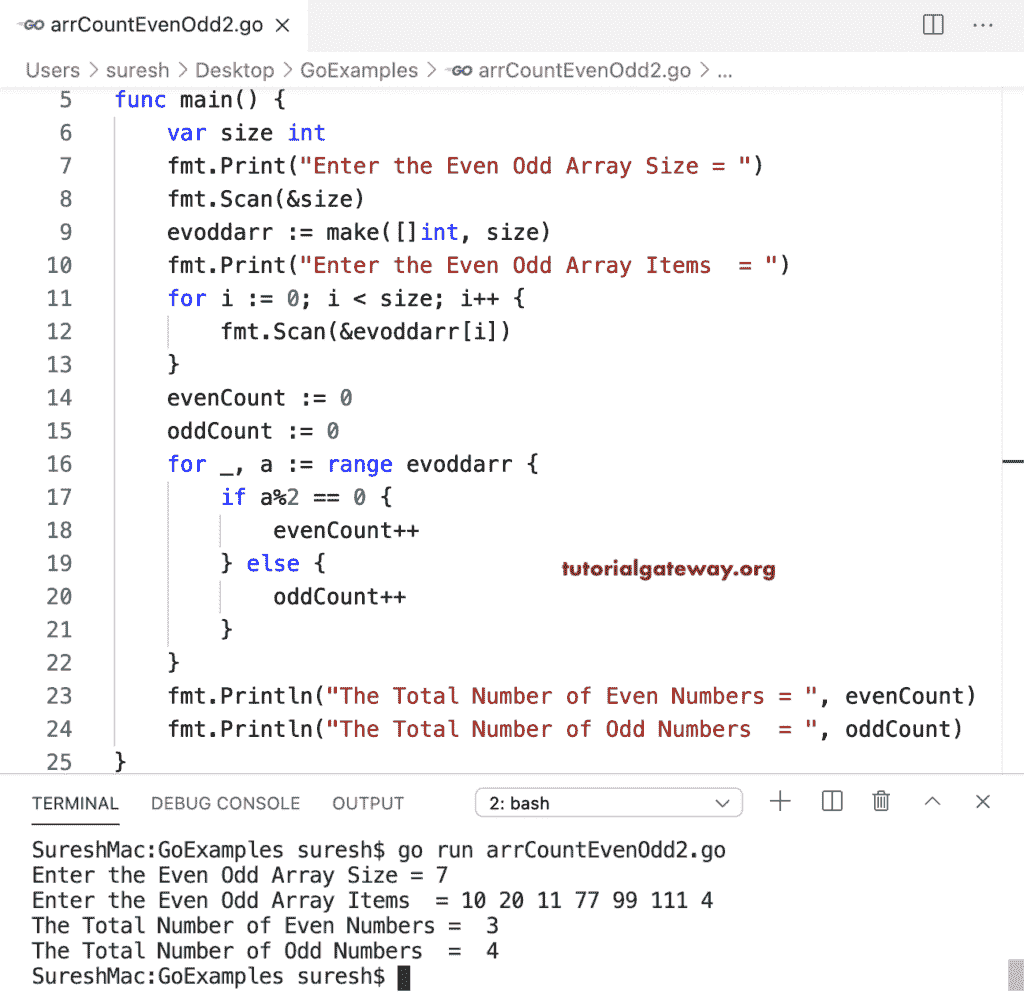 GO arrCountEvenOdd2.go
Users > suresh > Desktop > GoExamples > GO arrCountEvenOdd2.go > ...
5 func main() {
6 var size int
7 fmt.Print("Enter the Even Odd Array Size = ")
8 fmt.Scan(&size)
9 evoddarr := make([]int, size)
10 fmt.Print("Enter the Even Odd Array Items  = ")
11 for i := 0; i < size; i++ {
12 fmt.Scan(&evoddarr[i])
13 }
14 evenCount := 0
15 oddCount := 0
16 for _, a := range evoddarr {
17 if a%2 == 0 {
18 evenCount++
19 } else {
20 oddCount++
21 }
22 }
23 fmt.Println("The Total Number of Even Numbers = ", evenCount)
24 fmt.Println("The Total Number of Odd Numbers  = ", oddCount)
25 }
tutorialgateway.org
TERMINAL DEBUG CONSOLE OUTPUT 2: bash
SureshMac:GoExamples suresh$ go run arrCountEvenOdd2.go
Enter the Even Odd Array Size = 7
Enter the Even Odd Array Items  = 10 20 11 77 99 111 4
The Total Number of Even Numbers =  3
The Total Number of Odd Numbers  =  4
SureshMac:GoExamples suresh$